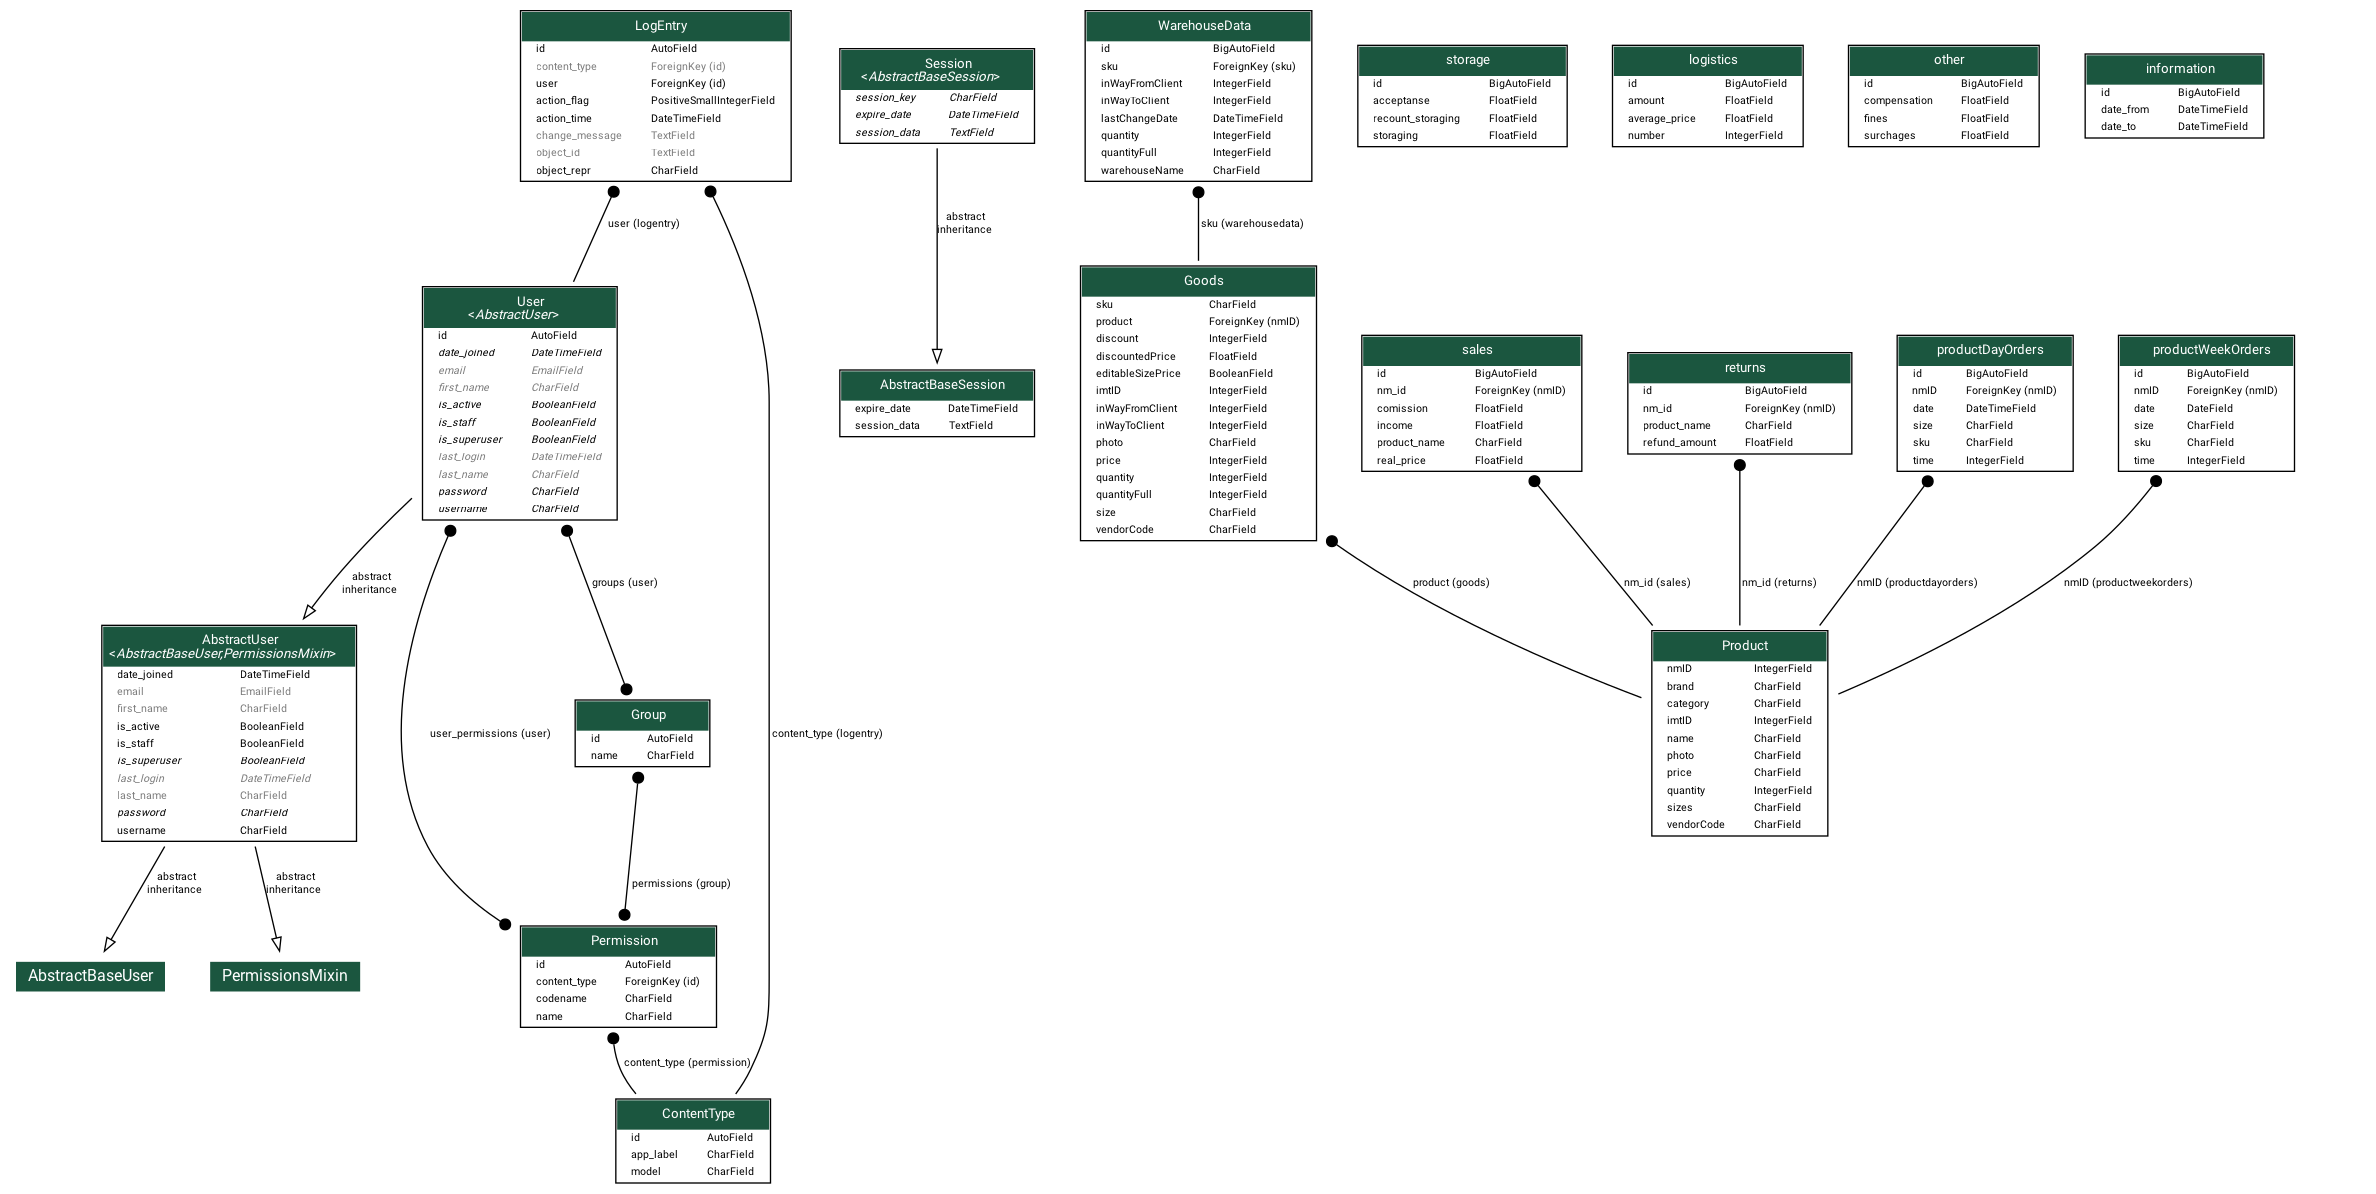 LogEntry
id AutoField
content_type ForeignKey (id)
user ForeignKey (id)
action_flag PositiveSmallIntegerField
action_time DateTimeField
change_message TextField
object_id TextField
object_repr CharField
Session
<AbstractBaseSession>
session_key CharField
expire_date DateTimeField
session_data TextField
WarehouseData
id BigAutoField
sku ForeignKey (sku)
inWayFromClient IntegerField
inWayToClient IntegerField
lastChangeDate DateTimeField
quantity IntegerField
quantityFull IntegerField
warehouseName CharField
storage
id BigAutoField
acceptanse FloatField
recount_storaging FloatField
storaging FloatField
logistics
id BigAutoField
amount FloatField
average_price FloatField
number IntegerField
other
id BigAutoField
compensation FloatField
fines FloatField
surchages FloatField
information
id BigAutoField
date_from DateTimeField
date_to DateTimeField
user (logentry)
abstract
inheritance
sku (warehousedata)
User
<AbstractUser>
id AutoField
date_joined DateTimeField
email EmailField
first_name CharField
is_active BooleanField
is_staff BooleanField
is_superuser BooleanField
last_login DateTimeField
last_name CharField
password CharField
username CharField
AbstractBaseSession
expire_date DateTimeField
session_data TextField
Goods
sku CharField
product ForeignKey (nmID)
discount IntegerField
discountedPrice FloatField
editableSizePrice BooleanField
imtID IntegerField
inWayFromClient IntegerField
inWayToClient IntegerField
photo CharField
price IntegerField
quantity IntegerField
quantityFull IntegerField
size CharField
vendorCode CharField
sales
id BigAutoField
nm_id ForeignKey (nmID)
comission FloatField
income FloatField
product_name CharField
real_price FloatField
returns
id BigAutoField
nm_id ForeignKey (nmID)
product_name CharField
refund_amount FloatField
productDayOrders
id BigAutoField
nmID ForeignKey (nmID)
date DateTimeField
size CharField
sku CharField
time IntegerField
productWeekOrders
id BigAutoField
nmID ForeignKey (nmID)
date DateField
size CharField
sku CharField
time IntegerField
abstract
inheritance
groups (user)
product (goods)
nm_id (sales)
nm_id (returns)
nmID (productdayorders)
nmID (productweekorders)
AbstractUser
<AbstractBaseUser,PermissionsMixin>
date_joined DateTimeField
email EmailField
first_name CharField
is_active BooleanField
is_staff BooleanField
is_superuser BooleanField
last_login DateTimeField
last_name CharField
password CharField
username CharField
user_permissions (user)
Group
id AutoField
name CharField
content_type (logentry)
Product
nmID IntegerField
brand CharField
category CharField
imtID IntegerField
name CharField
photo CharField
price CharField
quantity IntegerField
sizes CharField
vendorCode CharField
abstract
inheritance
abstract
inheritance
permissions (group)
AbstractBaseUser
PermissionsMixin
Permission
id AutoField
content_type ForeignKey (id)
codename CharField
name CharField
content_type (permission)
ContentType
id AutoField
app_label CharField
model CharField